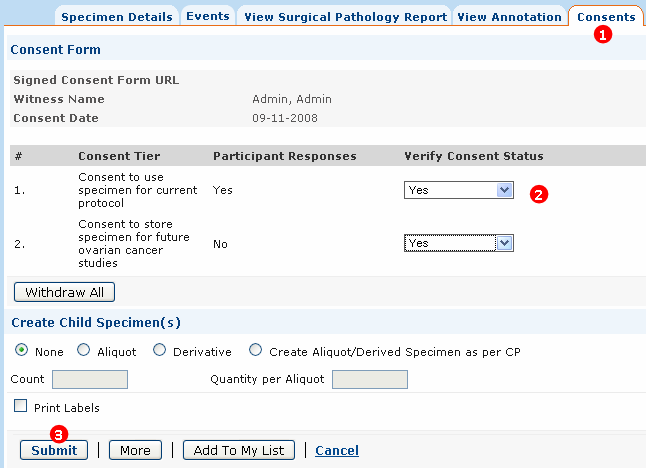 Specimen Details Events View Surgical Pathology Report View Annotation Consents
1
Consent Form
Signed Consent Form URL
Witness Name Admin, Admin
Consent Date 09-11-2008
# Consent Tier Participant Responses Verify Consent Status
1. Consent to use specimen for current protocol Yes Yes 2
2. Consent to store specimen for future ovarian cancer studies No Yes
Withdraw All
Create Child Specimen(s)
None Aliquot Derivative Create Aliquot/Derived Specimen as per CP
Count Quantity per Aliquot
Print Labels
3
Submit | More | Add To My List | Cancel